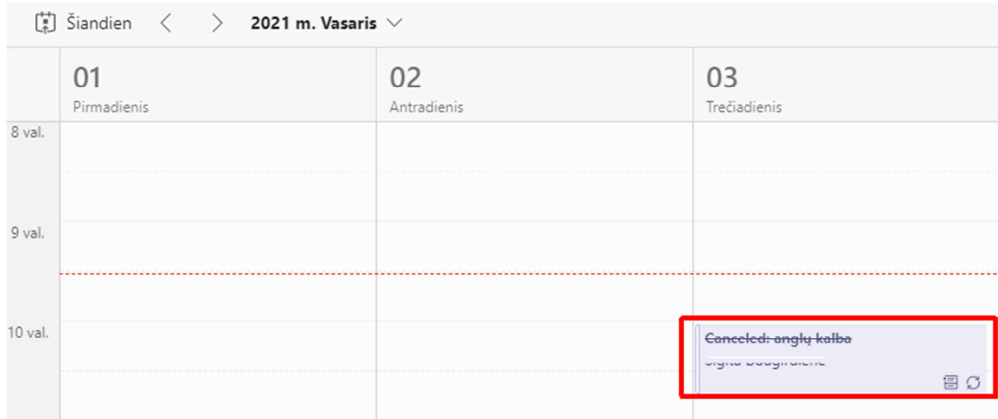 Šiandien
2021 m. Vasaris
01
Pirmadienis
02
Antradienis
03
Trečiadienis
8 val.
9 val.
10 val.
Canceled: anglų kalba